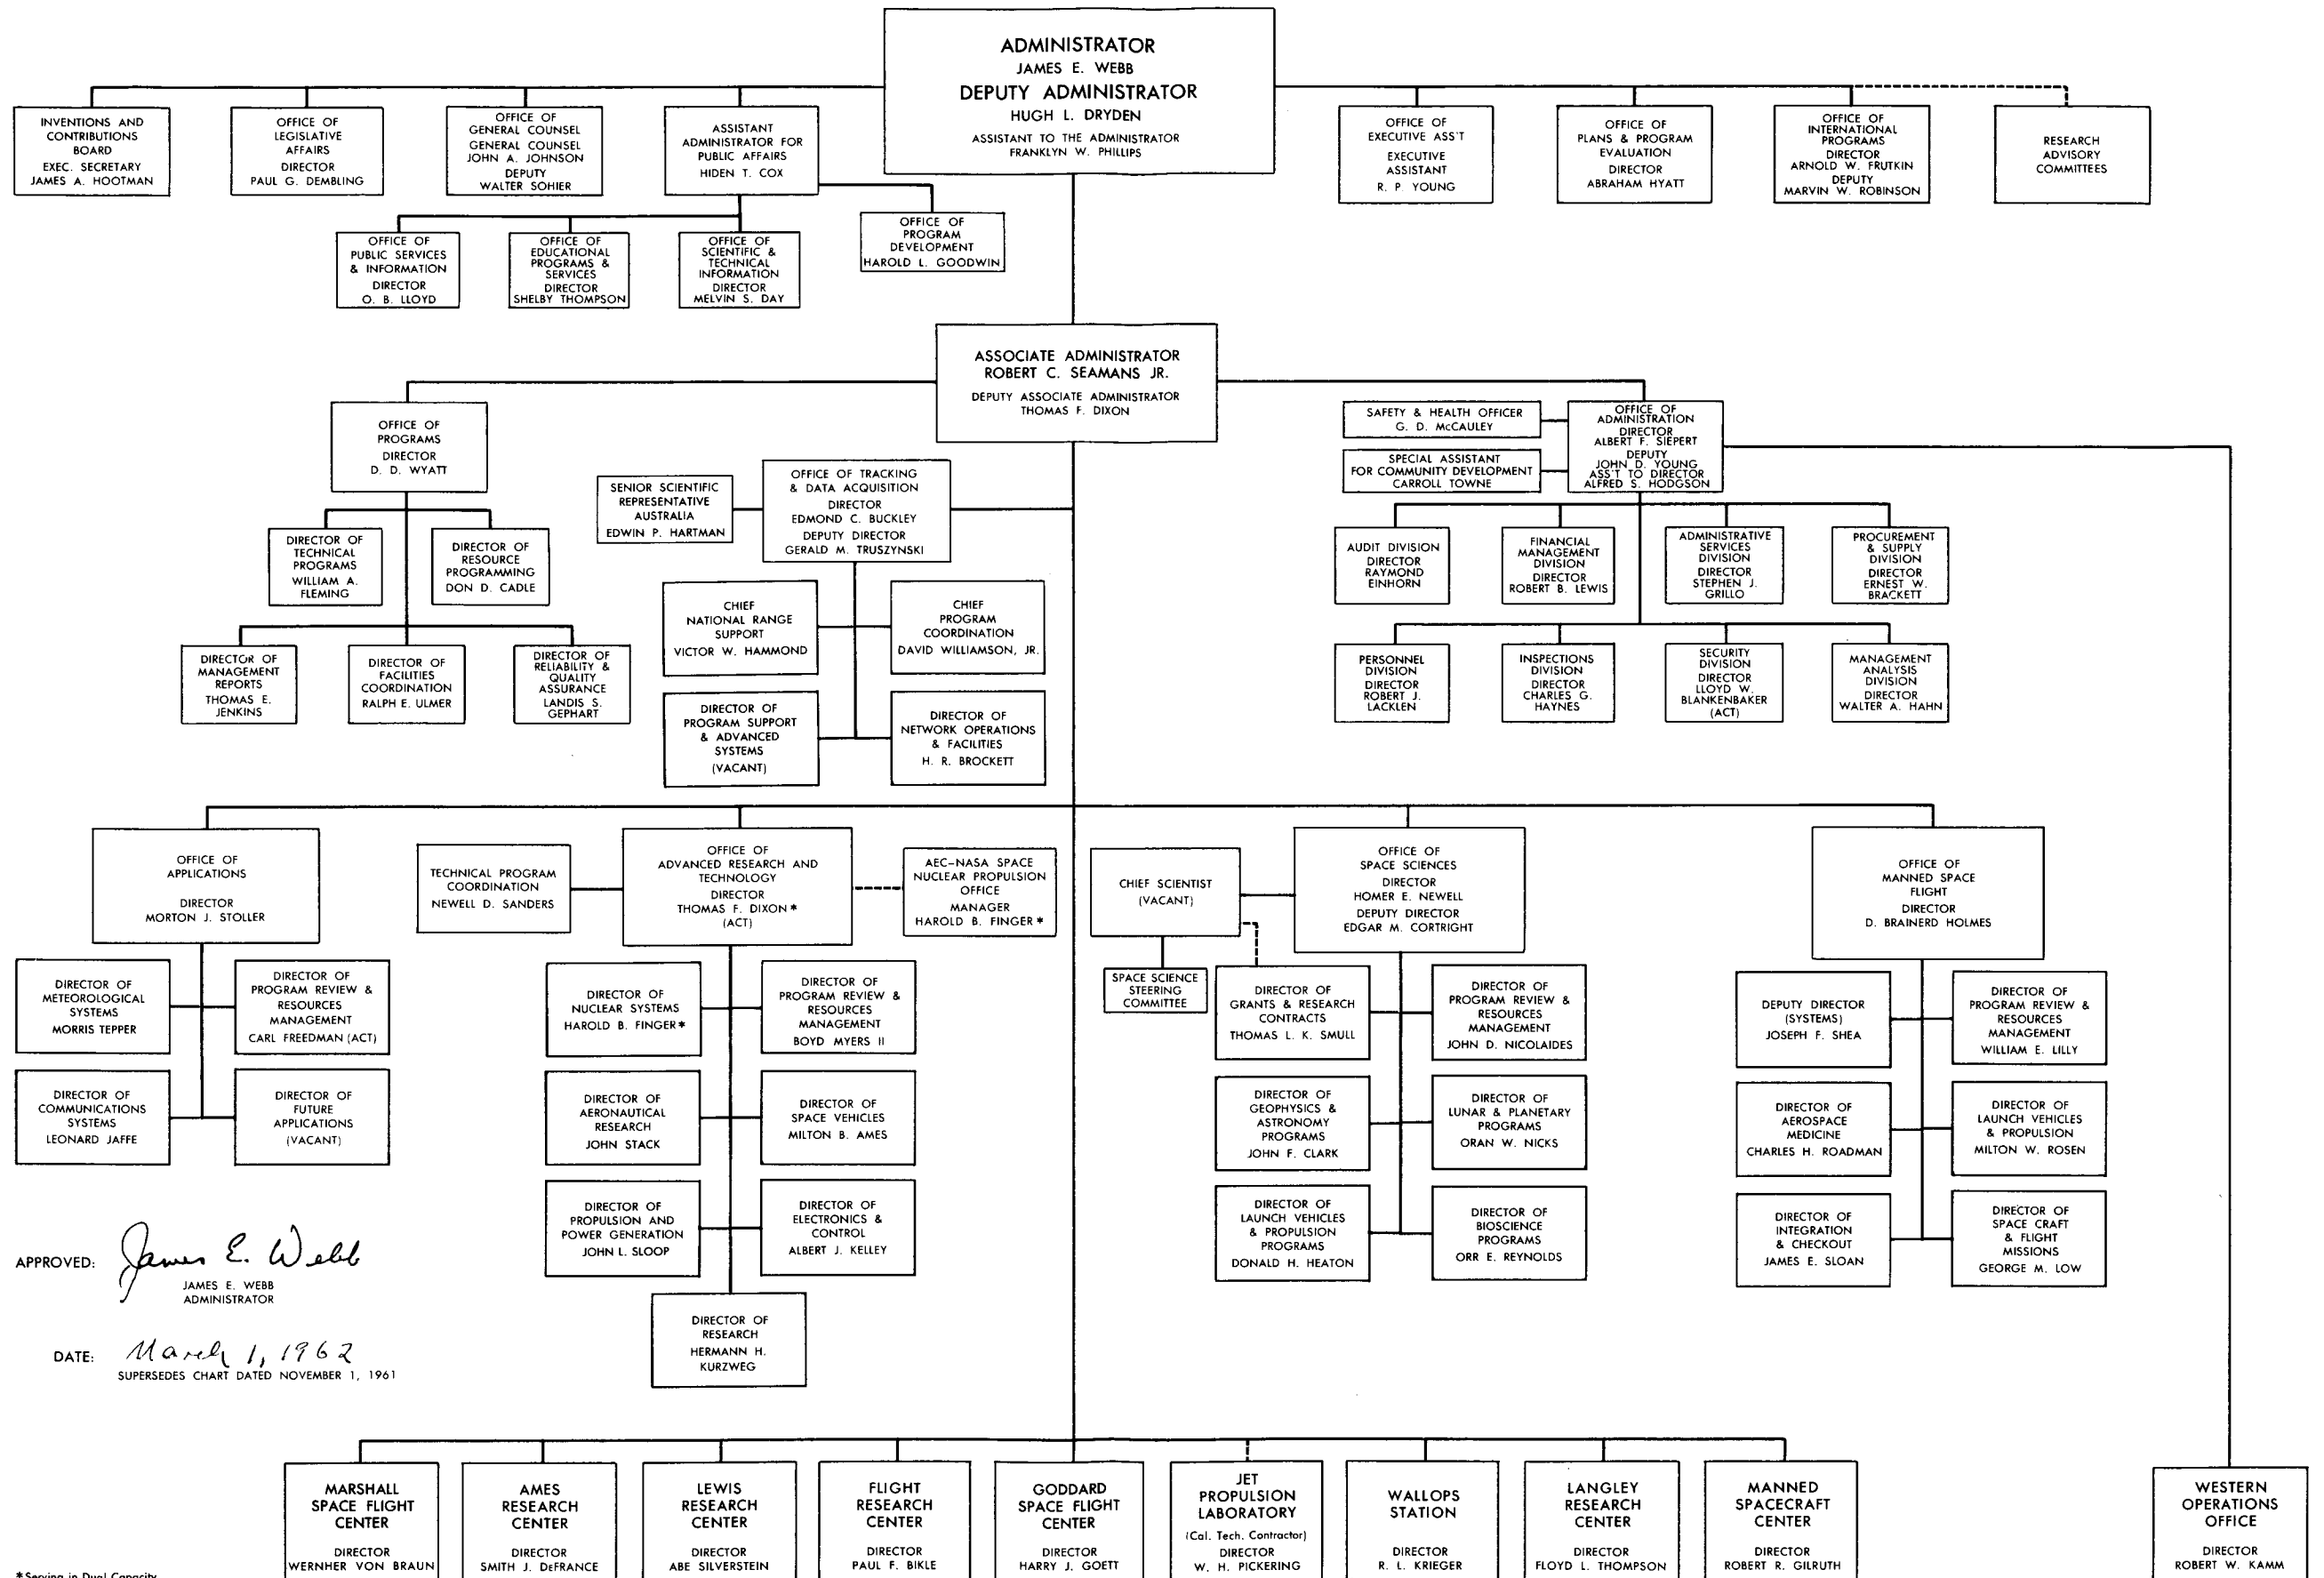 ADMINISTRATOR
JAMES E. WEBB
DEPUTY ADMINISTRATOR
HUGH L. DRYDEN
ASSISTANT TO THE ADMINISTRATOR
FRANKLYN W. PHILLIPS
INVENTIONS AND
CONTRIBUTIONS
BOARD
EXEC. SECRETARY
JAMES A. HOOTMAN
OFFICE OF
LEGISLATIVE
AFFAIRS
DIRECTOR
PAUL G. DEMBLING
OFFICE OF
GENERAL COUNSEL
GENERAL COUNSEL
JOHN A. JOHNSON
DEPUTY
WALTER SOHIER
ASSISTANT
ADMINISTRATOR FOR
PUBLIC AFFAIRS
HIDEN T. COX
OFFICE OF
EXECUTIVE ASS'T
EXECUTIVE
ASSISTANT
R. P. YOUNG
OFFICE OF
PLANS & PROGRAM
EVALUATION
DIRECTOR
ABRAHAM HYATT
OFFICE OF
INTERNATIONAL
PROGRAMS
DIRECTOR
ARNOLD W. FRUTKIN
DEPUTY
MARVIN W. ROBINSON
RESEARCH
ADVISORY
COMMITTEES
OFFICE OF
PUBLIC SERVICES
& INFORMATION
DIRECTOR
O. B. LLOYD
OFFICE OF
EDUCATIONAL
PROGRAMS &
SERVICES
DIRECTOR
SHELBY THOMPSON
OFFICE OF
SCIENTIFIC &
TECHNICAL
INFORMATION
DIRECTOR
MELVIN S. DAY
OFFICE OF
PROGRAM
DEVELOPMENT
HAROLD L. GOODWIN
ASSOCIATE ADMINISTRATOR
ROBERT C. SEAMANS JR.
DEPUTY ASSOCIATE ADMINISTRATOR
THOMAS F. DIXON
OFFICE OF
PROGRAMS
DIRECTOR
D. D. WYATT
SAFETY & HEALTH OFFICER
G. D. McCAULEY
SPECIAL ASSISTANT
FOR COMMUNITY DEVELOPMENT
CARROLL TOWNE
OFFICE OF
ADMINISTRATION
DIRECTOR
ALBERT F. SIEPERT
DEPUTY
JOHN D. YOUNG
ASS'T TO DIRECTOR
ALFRED S. HODGSON
SENIOR SCIENTIFIC
REPRESENTATIVE
AUSTRALIA
EDWIN P. HARTMAN
OFFICE OF TRACKING
& DATA ACQUISITION
DIRECTOR
EDMOND C. BUCKLEY
DEPUTY DIRECTOR
GERALD M. TRUSZYNSKI
DIRECTOR OF
TECHNICAL
PROGRAMS
WILLIAM A.
FLEMING
DIRECTOR OF
RESOURCE
PROGRAMMING
DON D. CADLE
DIRECTOR OF
MANAGEMENT
REPORTS
THOMAS E.
JENKINS
DIRECTOR OF
FACILITIES
COORDINATION
RALPH E. ULMER
DIRECTOR OF
RELIABILITY &
QUALITY
ASSURANCE
LANDIS S.
GEPHART
CHIEF
NATIONAL RANGE
SUPPORT
VICTOR W. HAMMOND
CHIEF
PROGRAM
COORDINATION
DAVID WILLIAMSON, JR.
DIRECTOR OF
PROGRAM SUPPORT
& ADVANCED
SYSTEMS
(VACANT)
DIRECTOR OF
NETWORK OPERATIONS
& FACILITIES
H. R. BROCKETT
AUDIT DIVISION
DIRECTOR
RAYMOND
EINHORN
FINANCIAL
MANAGEMENT
DIVISION
DIRECTOR
ROBERT B. LEWIS
ADMINISTRATIVE
SERVICES
DIVISION
DIRECTOR
STEPHEN J.
GRILLO
PROCUREMENT
& SUPPLY
DIVISION
DIRECTOR
ERNEST W.
BRACKETT
PERSONNEL
DIVISION
DIRECTOR
ROBERT J.
LACKLEN
INSPECTIONS
DIVISION
DIRECTOR
CHARLES G.
HAYNES
SECURITY
DIVISION
DIRECTOR
LLOYD W.
BLANKENBAKER
(ACT)
MANAGEMENT
ANALYSIS
DIVISION
DIRECTOR
WALTER A. HAHN
OFFICE OF
APPLICATIONS
DIRECTOR
MORTON J. STOLLER
TECHNICAL PROGRAM
COORDINATION
NEWELL D. SANDERS
OFFICE OF
ADVANCED RESEARCH AND
TECHNOLOGY
DIRECTOR
THOMAS F. DIXON *
(ACT)
AEC-NASA SPACE
NUCLEAR PROPULSION
OFFICE
MANAGER
HAROLD B. FINGER *
CHIEF SCIENTIST
(VACANT)
OFFICE OF
SPACE SCIENCES
DIRECTOR
HOMER E. NEWELL
DEPUTY DIRECTOR
EDGAR M. CORTRIGHT
OFFICE OF
MANNED SPACE
FLIGHT
DIRECTOR
D. BRAINERD HOLMES
DIRECTOR OF
METEOROLOGICAL
SYSTEMS
MORRIS TEPPER
DIRECTOR OF
PROGRAM REVIEW &
RESOURCES
MANAGEMENT
CARL FREEDMAN (ACT)
DIRECTOR OF
COMMUNICATIONS
SYSTEMS
LEONARD JAFFE
DIRECTOR OF
FUTURE
APPLICATIONS
(VACANT)
DIRECTOR OF
NUCLEAR SYSTEMS
HAROLD B. FINGER *
DIRECTOR OF
PROGRAM REVIEW &
RESOURCES
MANAGEMENT
BOYD MYERS II
DIRECTOR OF
AERONAUTICAL
RESEARCH
JOHN STACK
DIRECTOR OF
SPACE VEHICLES
MILTON B. AMES
DIRECTOR OF
PROPULSION AND
POWER GENERATION
JOHN L. SLOOP
DIRECTOR OF
ELECTRONICS &
CONTROL
ALBERT J. KELLEY
DIRECTOR OF
RESEARCH
HERMANN H.
KURZWEG
SPACE SCIENCE
STEERING
COMMITTEE
DIRECTOR OF
GRANTS & RESEARCH
CONTRACTS
THOMAS L. K. SMULL
DIRECTOR OF
PROGRAM REVIEW &
RESOURCES
MANAGEMENT
JOHN D. NICOLAIDES
DIRECTOR OF
GEOPHYSICS &
ASTRONOMY
PROGRAMS
JOHN F. CLARK
DIRECTOR OF
LUNAR & PLANETARY
PROGRAMS
ORAN W. NICKS
DIRECTOR OF
LAUNCH VEHICLES
& PROPULSION
PROGRAMS
DONALD H. HEATON
DIRECTOR OF
BIOSCIENCE
PROGRAMS
ORR E. REYNOLDS
DEPUTY DIRECTOR
(SYSTEMS)
JOSEPH F. SHEA
DIRECTOR OF
PROGRAM REVIEW &
RESOURCES
MANAGEMENT
WILLIAM E. LILLY
DIRECTOR OF
AEROSPACE
MEDICINE
CHARLES H. ROADMAN
DIRECTOR OF
LAUNCH VEHICLES
& PROPULSION
MILTON W. ROSEN
DIRECTOR OF
INTEGRATION
& CHECKOUT
JAMES E. SLOAN
DIRECTOR OF
SPACE CRAFT
& FLIGHT
MISSIONS
GEORGE M. LOW
APPROVED: James E. Webb
JAMES E. WEBB
ADMINISTRATOR
DATE: March 1, 1962
SUPERSEDES CHART DATED NOVEMBER 1, 1961
MARSHALL
SPACE FLIGHT
CENTER
DIRECTOR
WERNHER VON BRAUN
AMES
RESEARCH
CENTER
DIRECTOR
SMITH J. DeFRANCE
LEWIS
RESEARCH
CENTER
DIRECTOR
ABE SILVERSTEIN
FLIGHT
RESEARCH
CENTER
DIRECTOR
PAUL F. BIKLE
GODDARD
SPACE FLIGHT
CENTER
DIRECTOR
HARRY J. GOETT
JET
PROPULSION
LABORATORY
(Cal. Tech. Contractor)
DIRECTOR
W. H. PICKERING
WALLOPS
STATION
DIRECTOR
R. L. KRIEGER
LANGLEY
RESEARCH
CENTER
DIRECTOR
FLOYD L. THOMPSON
MANNED
SPACECRAFT
CENTER
DIRECTOR
ROBERT R. GILRUTH
WESTERN
OPERATIONS
OFFICE
DIRECTOR
ROBERT W. KAMM
* Serving in Dual Capacity